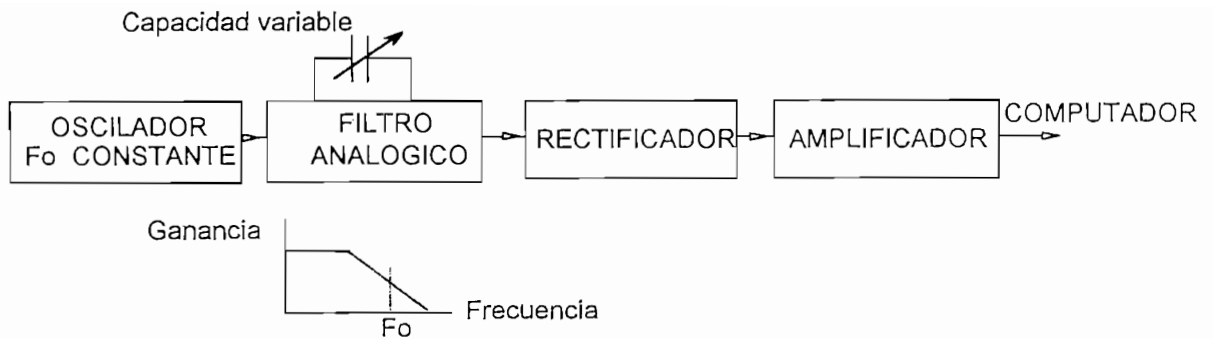 Capacidad variable
OSCILADOR
Fo CONSTANTE
FILTRO
ANALOGICO
RECTIFICADOR
AMPLIFICADOR
COMPUTADOR
Ganancia
Frecuencia
Fo